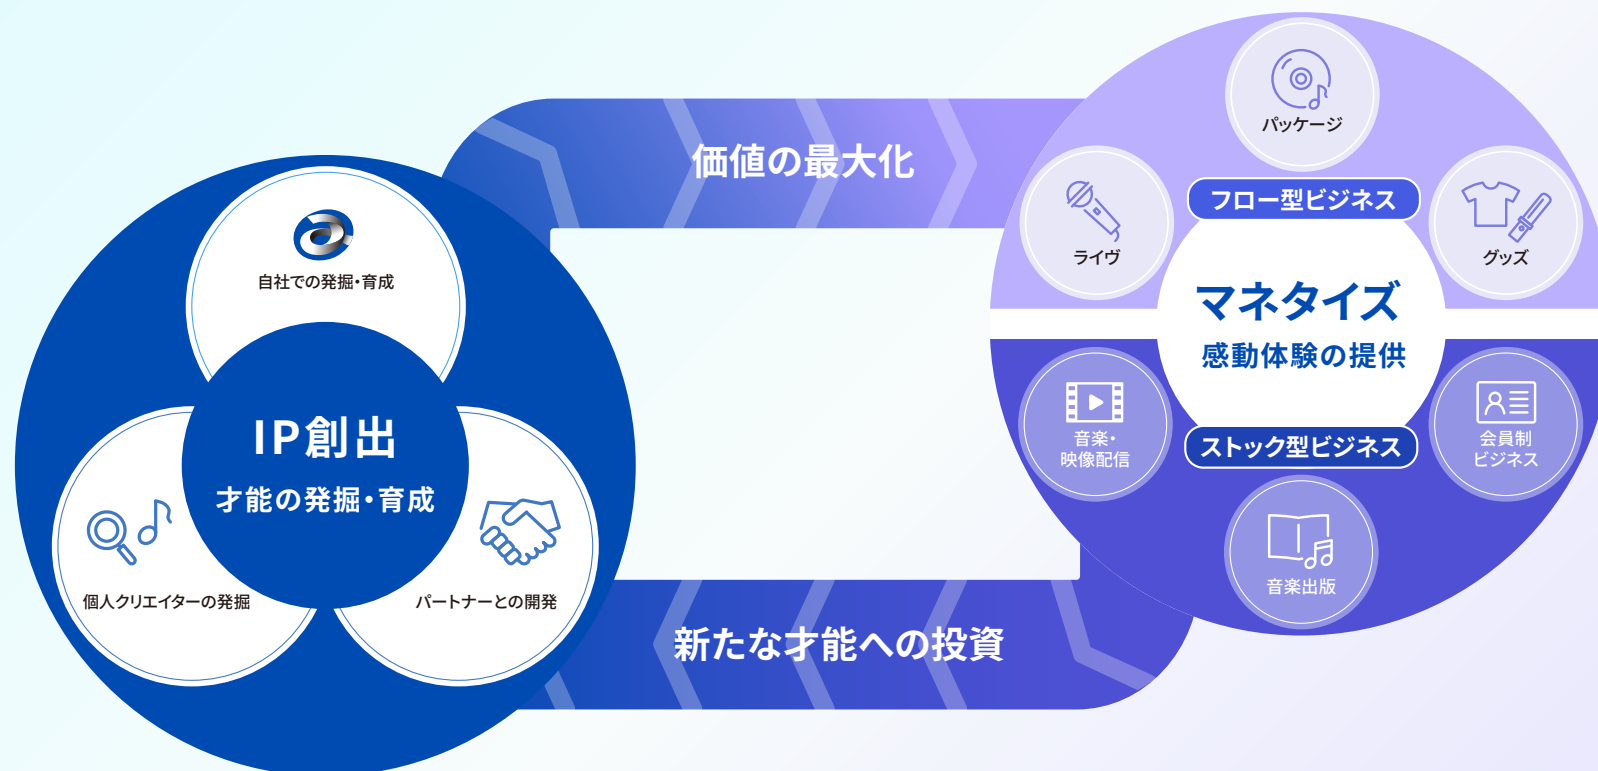 自社での発掘・育成
IP創出
才能の発掘・育成
個人クリエイターの発掘
パートナーとの開発
価値の最大化
パッケージ
ライヴ
フロー型ビジネス
グッズ
マネタイズ
感動体験の提供
音楽・
映像配信
ストック型ビジネス
会員制
ビジネス
音楽出版
新たな才能への投資